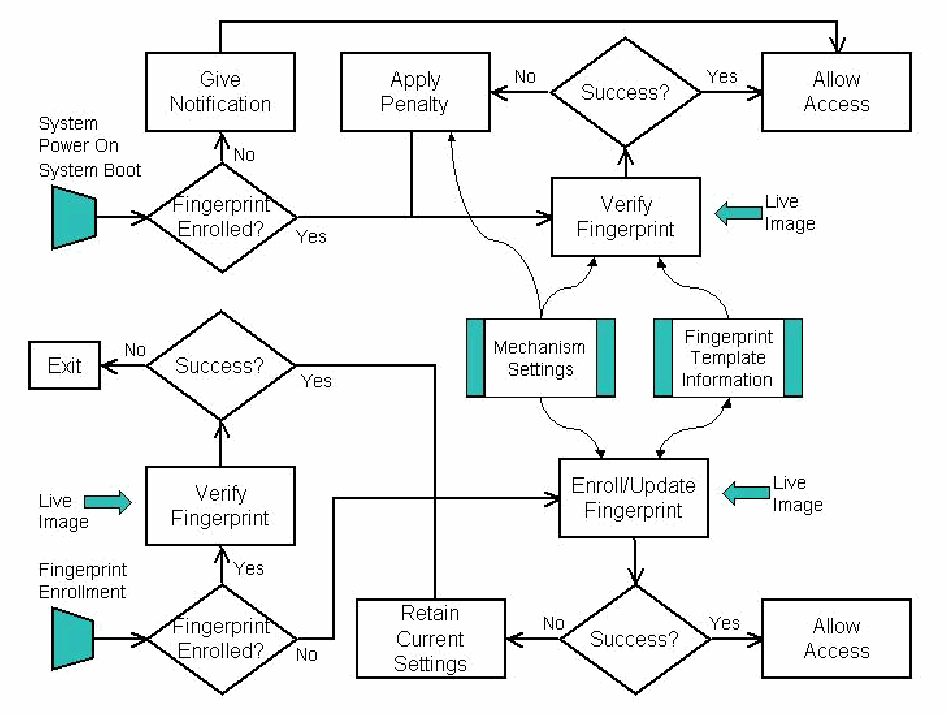 Give
Notification
Apply
Penalty
No
Success?
Yes
Allow
Access
System
Power On
System Boot
No
Fingerprint
Enrolled?
Yes
Verify
Fingerprint
Live
Image
Exit
No
Success?
Yes
Mechanism
Settings
Fingerprint
Template
Information
Live
Image
Verify
Fingerprint
Enroll/Update
Fingerprint
Live
Image
Fingerprint
Enrollment
Yes
Fingerprint
Enrolled?
No
Retain
Current
Settings
No
Success?
Yes
Allow
Access